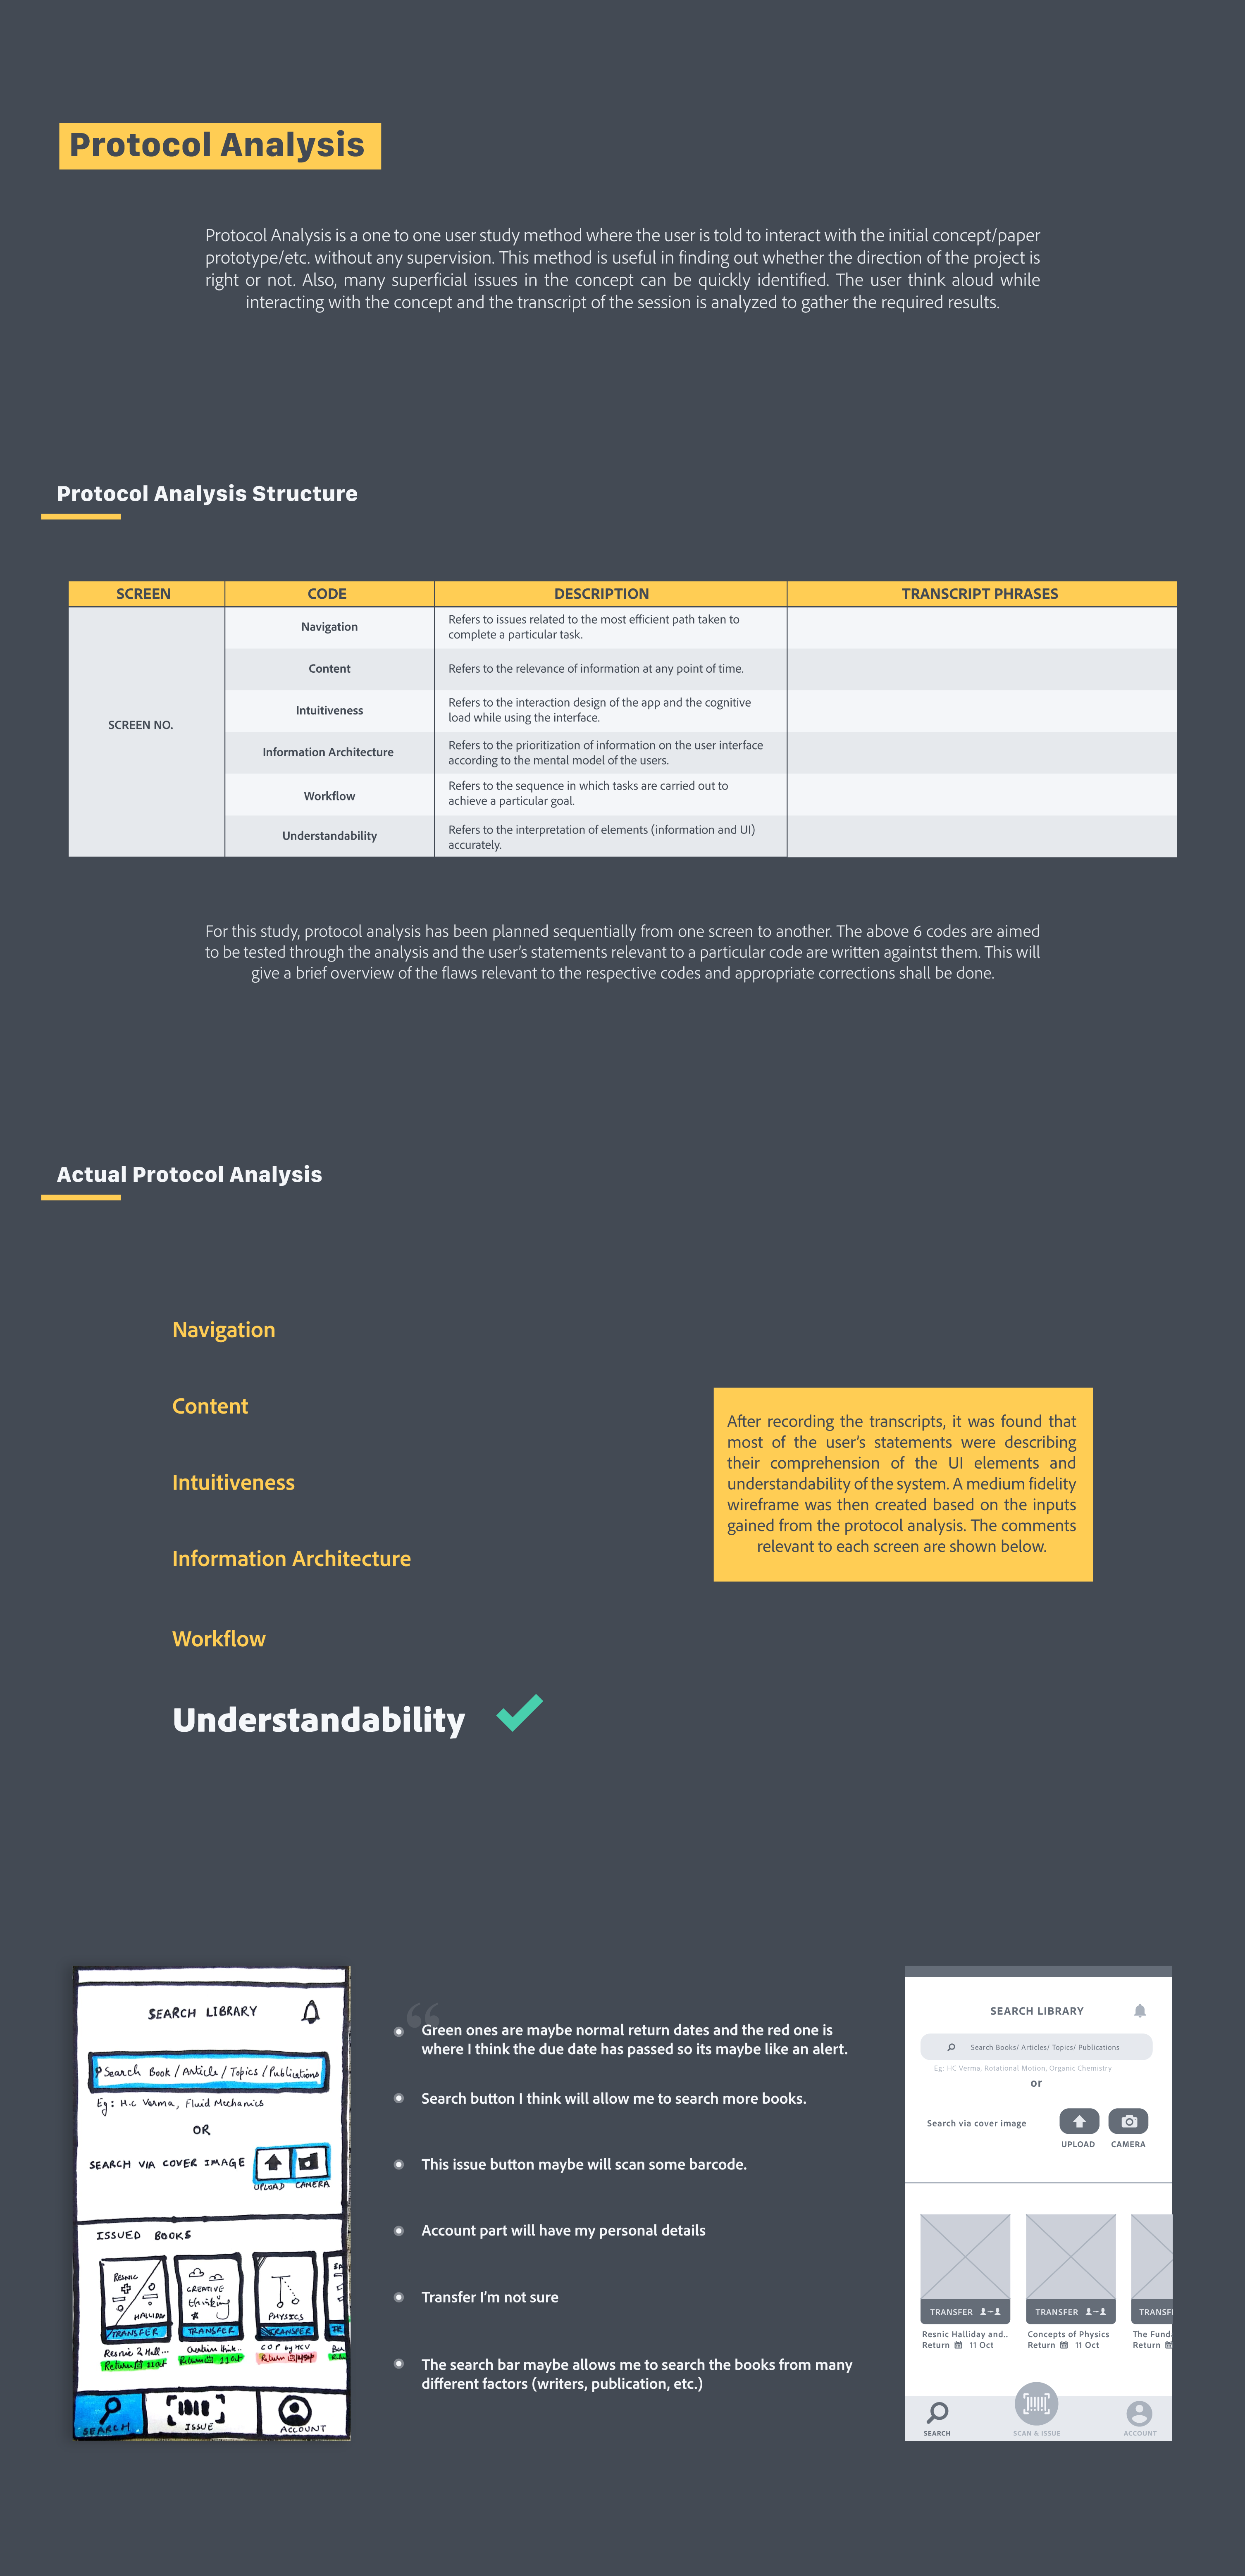 Protocol Analysis
Protocol Analysis is a one to one user study method where the user is told to interact with the initial concept/paper
prototype/etc. without any supervision. This method is useful in finding out whether the direction of the project is
right or not. Also, many superficial issues in the concept can be quickly identified. The user think aloud while
interacting with the concept and the transcript of the session is analyzed to gather the required results.
Protocol Analysis Structure
SCREEN CODE DESCRIPTION TRANSCRIPT PHRASES
SCREEN NO.
Navigation
Refers to issues related to the most efficient path taken to
complete a particular task.
Content
Refers to the relevance of information at any point of time.
Intuitiveness
Refers to the interaction design of the app and the cognitive
load while using the interface.
Information Architecture
Refers to the prioritization of information on the user interface
according to the mental model of the users.
Workflow
Refers to the sequence in which tasks are carried out to
achieve a particular goal.
Understandability
Refers to the interpretation of elements (information and UI)
accurately.
For this study, protocol analysis has been planned sequentially from one screen to another. The above 6 codes are aimed
to be tested through the analysis and the user's statements relevant to a particular code are written againtst them. This will
give a brief overview of the flaws relevant to the respective codes and appropriate corrections shall be done.
Actual Protocol Analysis
Navigation
Content
Intuitiveness
Information Architecture
Workflow
Understandability
After recording the transcripts, it was found that
most of the user's statements were describing
their comprehension of the UI elements and
understandability of the system. A medium fidelity
wireframe was then created based on the inputs
gained from the protocol analysis. The comments
relevant to each screen are shown below.
SEARCH LIBRARY
Search Book / Article / Topics / Publications
Eg: H.C Verma, Fluid Mechanics
OR
SEARCH VIA COVER IMAGE
UPLOAD CAMERA
ISSUED BOOKS
RESNIC
HALLIDAY
CREATIVE
thinking
PHYSICS
TRANSFER TRANSFER TRANSFER
Resnic & Hall... Creative think.. C O P by HCV
Return 11 oct
SEARCH ISSUE ACCOUNT
“
Green ones are maybe normal return dates and the red one is
where I think the due date has passed so its maybe like an alert.
Search button I think will allow me to search more books.
This issue button maybe will scan some barcode.
Account part will have my personal details
Transfer I'm not sure
The search bar maybe allows me to search the books from many
different factors (writers, publication, etc.)
SEARCH LIBRARY
Search Books/ Articles/ Topics/ Publications
Eg: HC Verma, Rotational Motion, Organic Chemistry
or
Search via cover image
UPLOAD CAMERA
TRANSFER TRANSFER TRANSF
Resnic Halliday and.. Concepts of Physics The Funda
Return 11 Oct Return 11 Oct Return
SEARCH SCAN & ISSUE ACCOUNT